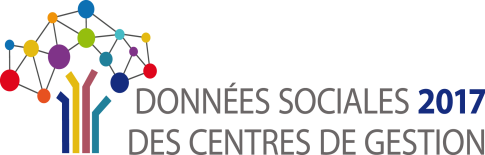 DONNÉES SOCIALES 2017
DES CENTRES DE GESTION